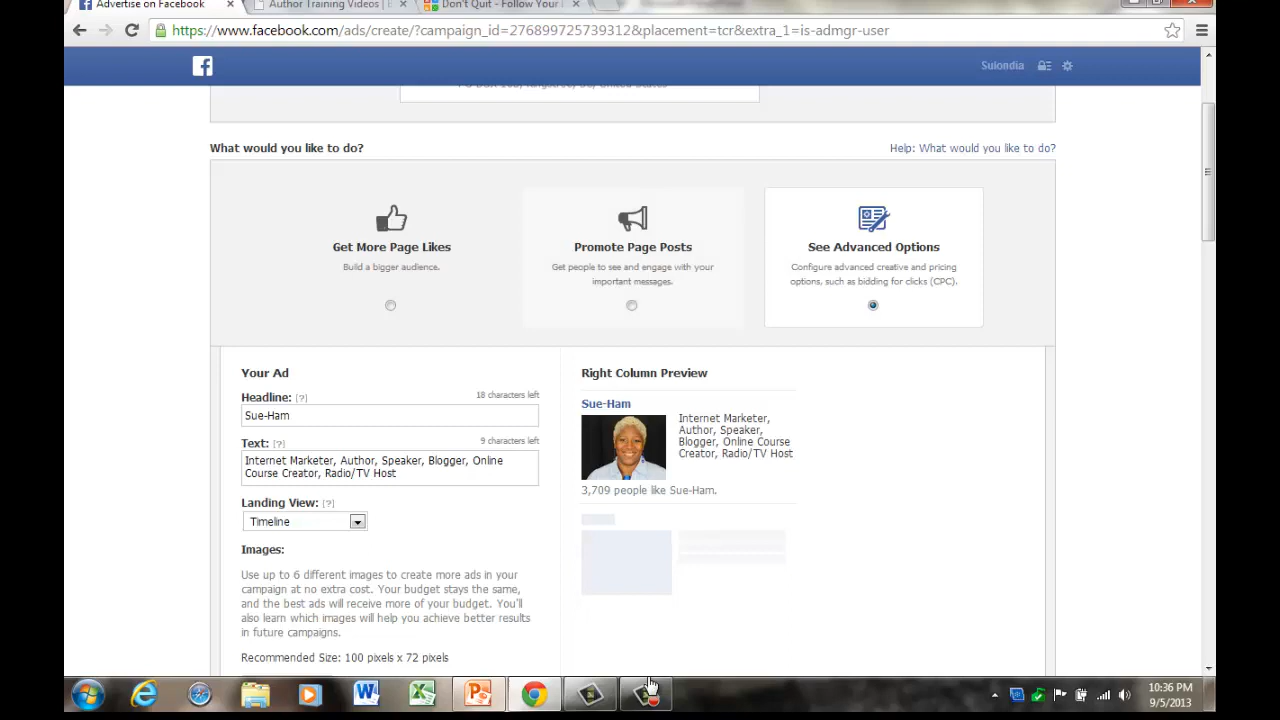 Advertise on Facebook
Author Training Videos | E
Don't Quit - Follow Your
https://www.facebook.com/ads/create/?campaign_id=276899725739312&placement=tcr&extra_1=is-admgr-user
Sulondia
What would you like to do?
Help: What would you like to do?
Get More Page Likes
Build a bigger audience.
Promote Page Posts
Get people to see and engage with your
important messages.
See Advanced Options
Configure advanced creative and pricing
options, such as bidding for clicks (CPC).
Your Ad
Headline: [?]
18 characters left
Sue-Ham
Text: [?]
9 characters left
Internet Marketer, Author, Speaker, Blogger, Online
Course Creator, Radio/TV Host
Landing View: [?]
Timeline
Images:
Use up to 6 different images to create more ads in your
campaign at no extra cost. Your budget stays the same,
and the best ads will receive more of your budget. You'll
also learn which images will help you achieve better results
in future campaigns.
Recommended Size: 100 pixels x 72 pixels
Right Column Preview
Sue-Ham
Internet Marketer,
Author, Speaker,
Blogger, Online Course
Creator, Radio/TV Host
3,709 people like Sue-Ham.
10:36 PM
9/5/2013